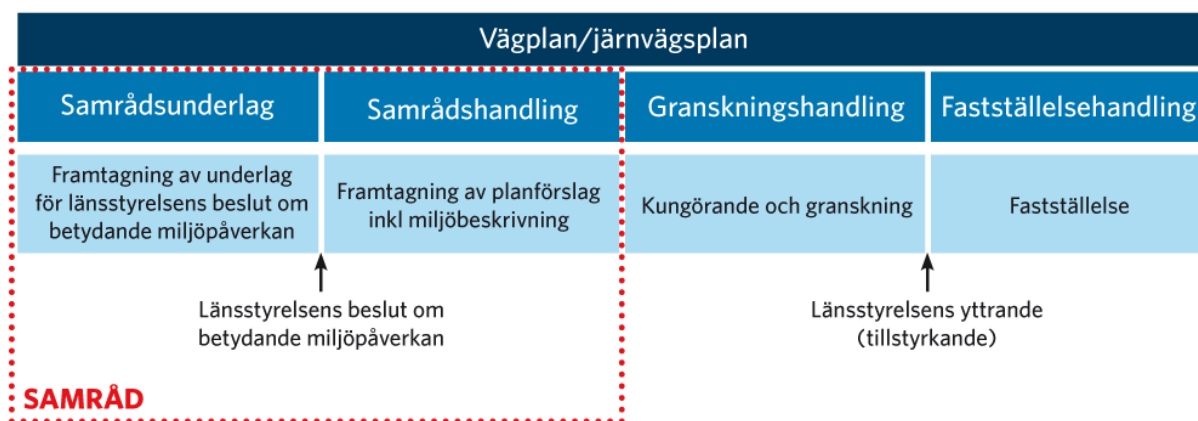 Vägplan/järnvägsplan
Samrådsunderlag
Samrådshandling
Granskningshandling
Fastställelsehandling
Framtagning av underlag
för länsstyrelsens beslut om
betydande miljöpåverkan
Framtagning av planförslag
inkl miljöbeskrivning
Kungörande och granskning
Fastställelse
Länsstyrelsens beslut om
betydande miljöpåverkan
Länsstyrelsens yttrande
(tillstyrkande)
SAMRÅD